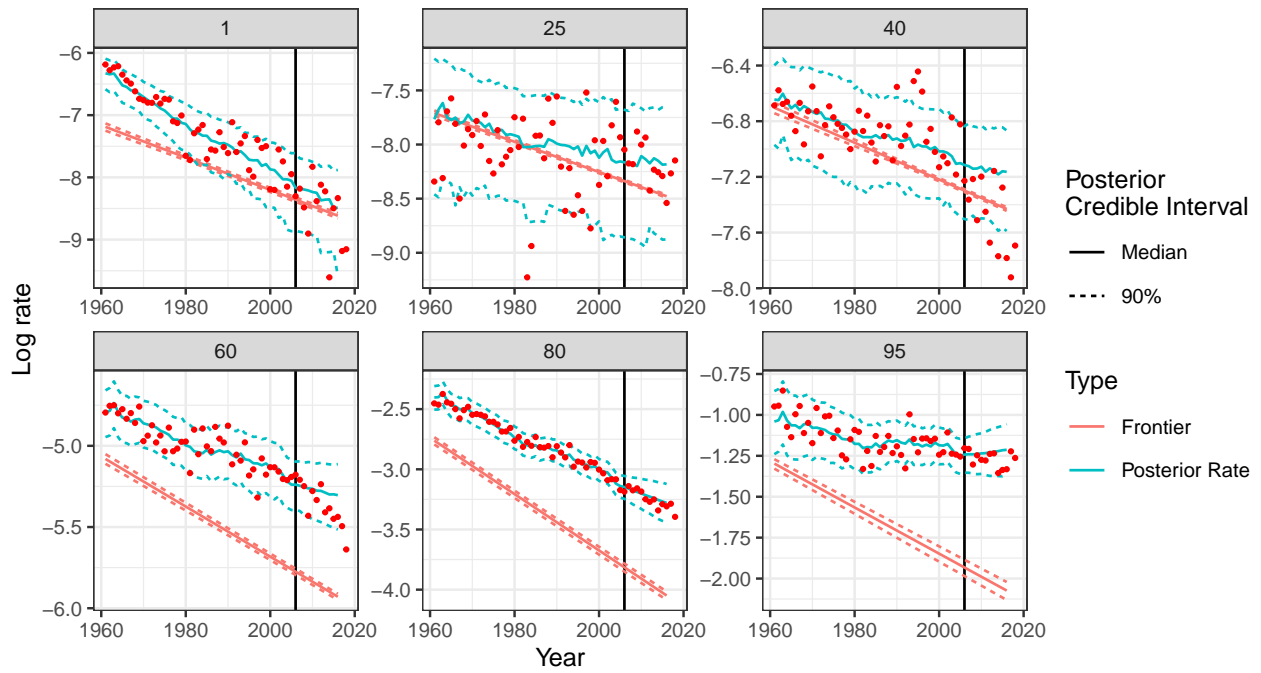 1
25
40
−6
−7
−8
−9
−7.5
−8.0
−8.5
−9.0
−6.4
−6.8
−7.2
−7.6
−8.0
1960 1980 2000 2020
1960 1980 2000 2020
1960 1980 2000 2020
60
80
95
−5.0
−5.5
−6.0
−2.5
−3.0
−3.5
−4.0
−0.75
−1.00
−1.25
−1.50
−1.75
−2.00
1960 1980 2000 2020
1960 1980 2000 2020
1960 1980 2000 2020
Log rate
Year
Posterior
Credible Interval
Median
90%
Type
Frontier
Posterior Rate